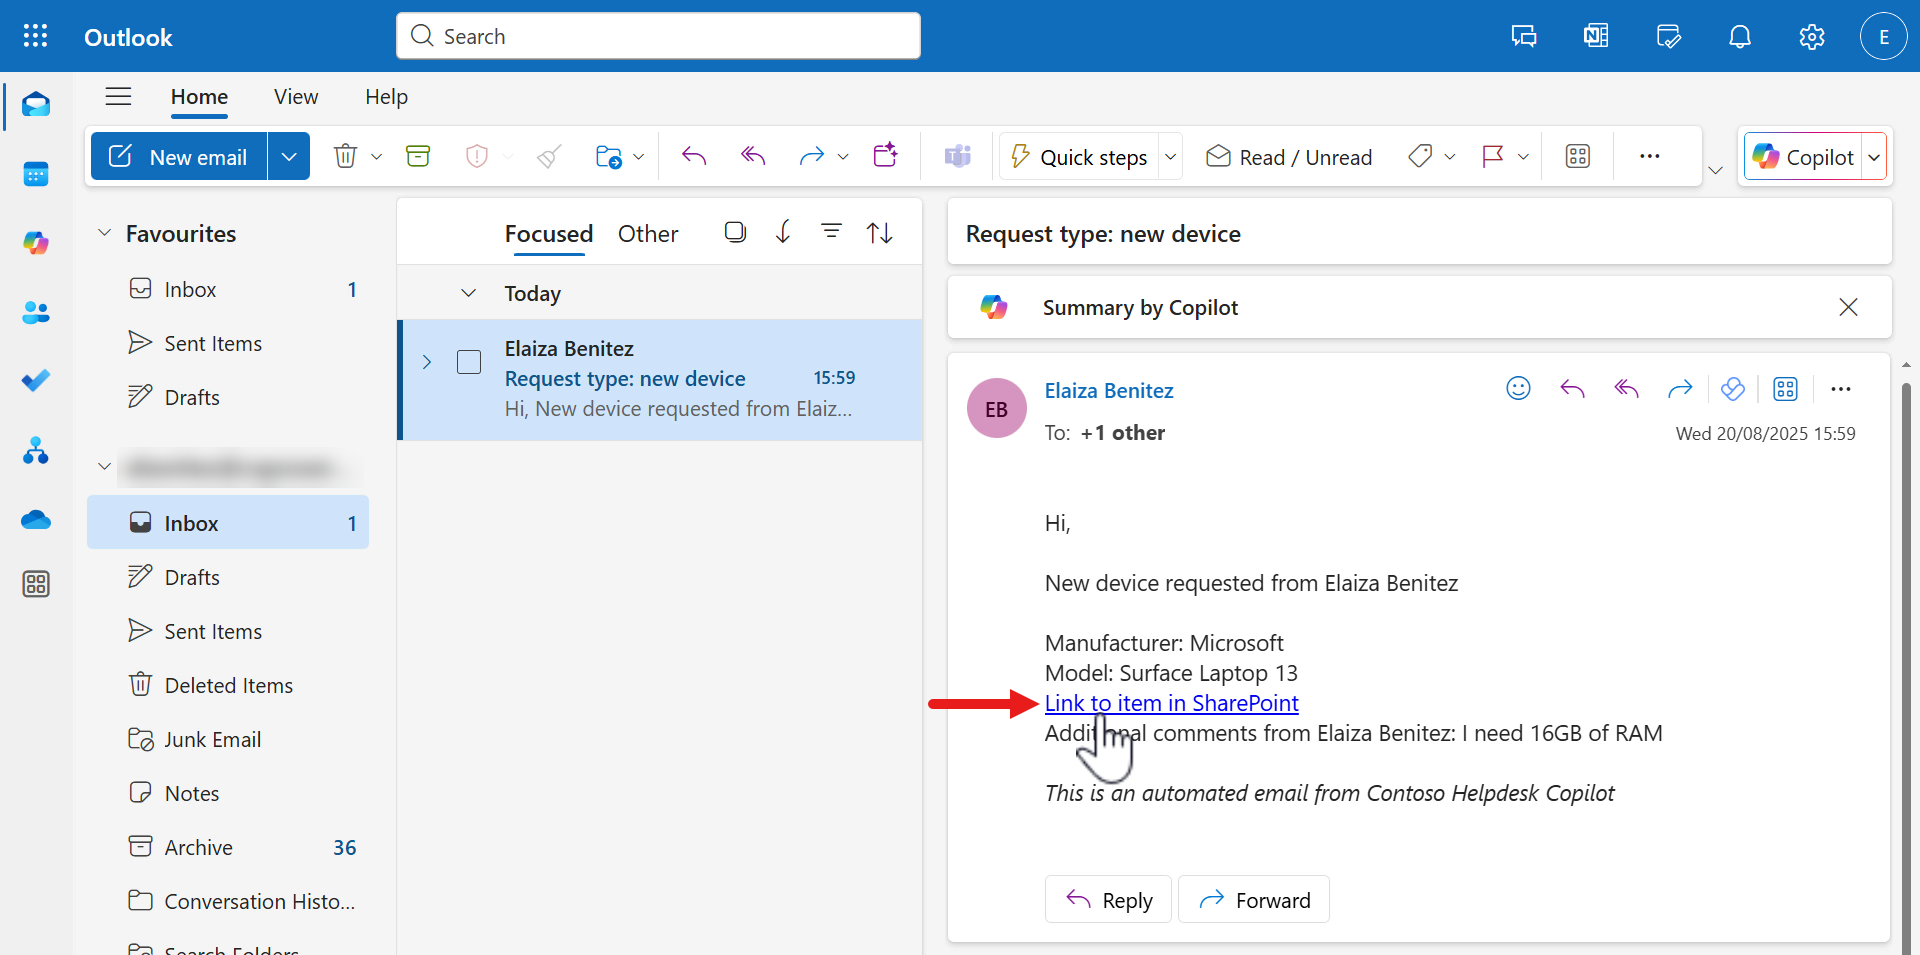 Outlook
Search
E
Home
View
Help
New email
Quick steps
Read / Unread
Copilot
Favourites
Inbox
1
Sent Items
Drafts
Inbox
1
Drafts
Sent Items
Deleted Items
Junk Email
Notes
Archive
36
Conversation Histo...
Search Folders
Focused
Other
Today
Elaiza Benitez
Request type: new device
15:59
Hi, New device requested from Elaiz...
Request type: new device
Summary by Copilot
EB
Elaiza Benitez
To: +1 other
Wed 20/08/2025 15:59
Hi,
New device requested from Elaiza Benitez
Manufacturer: Microsoft
Model: Surface Laptop 13
Link to item in SharePoint
Additional comments from Elaiza Benitez: I need 16GB of RAM
This is an automated email from Contoso Helpdesk Copilot
Reply
Forward